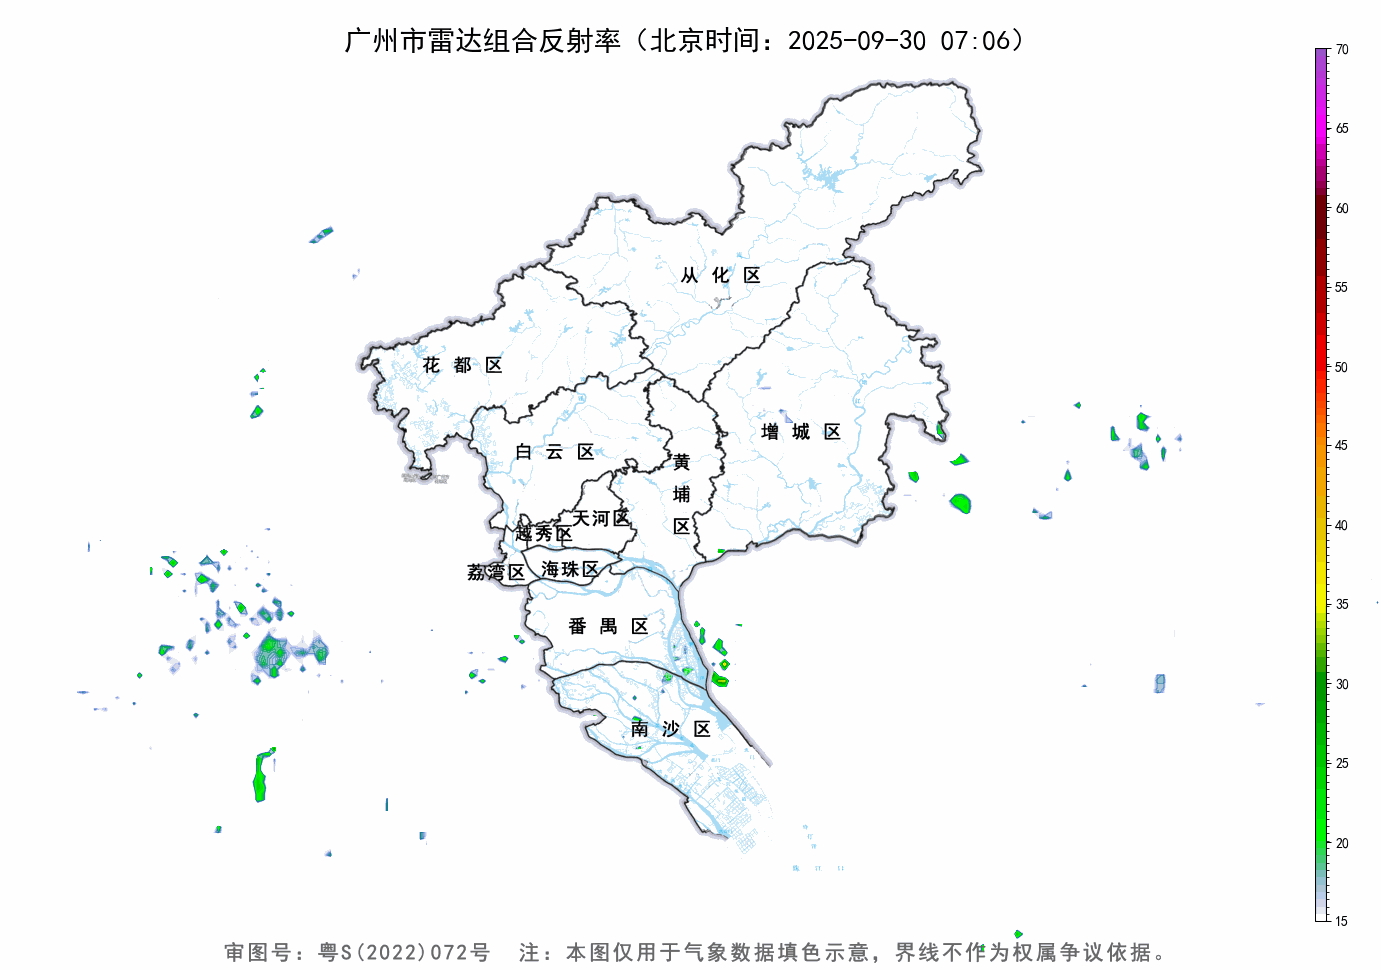 广州市雷达组合反射率（北京时间：2025-09-30 07:06）
70
65
60
55
50
45
40
35
30
25
20
15
从 化 区
花 都 区
增 城 区
白 云 区
黄
埔
区
天河区
越秀区
荔湾区
海珠区
番 禺 区
南 沙 区
审图号：粤S(2022)072号 注：本图仅用于气象数据填色示意，界线不作为权属争议依据。